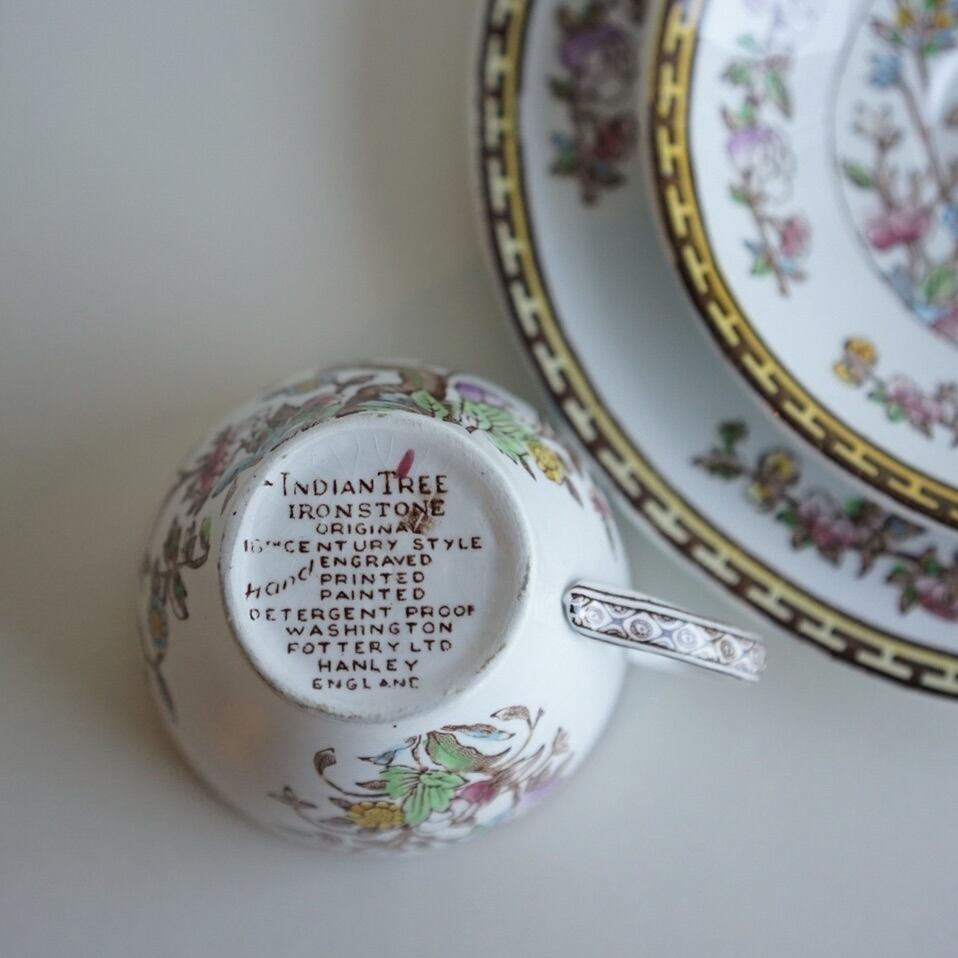 INDIAN TREE
IRONSTONE
ORIGINAL
18TH CENTURY STYLE
Hand ENGRAVED
PRINTED
PAINTED
DETERGENT PROOF
WASHINGTON
POTTERY LTD
HANLEY
ENGLAND